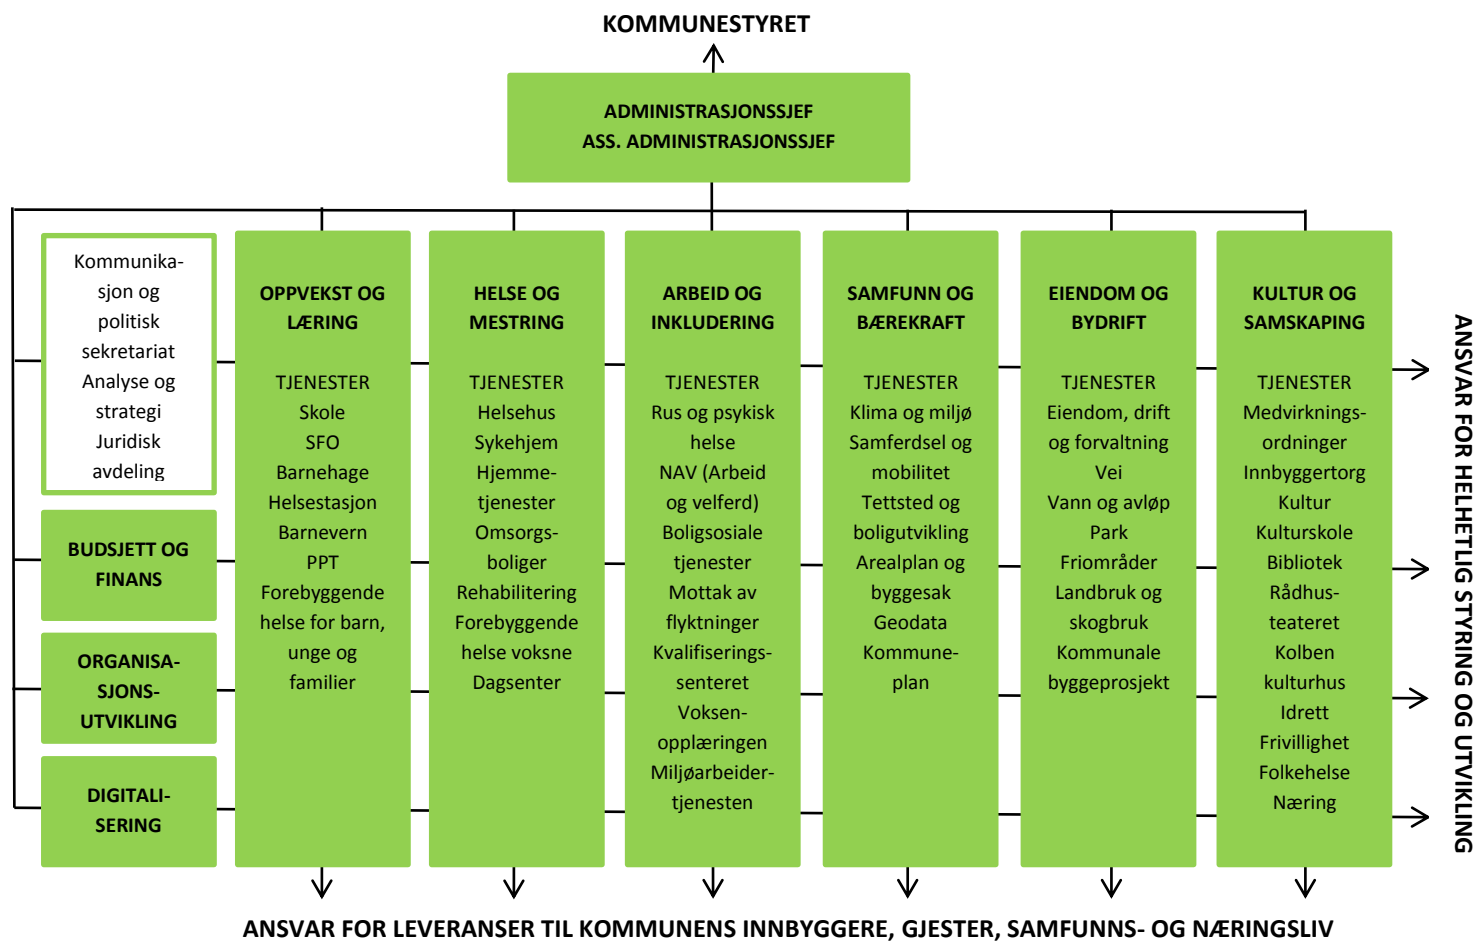 KOMMUNESTYRET
ADMINISTRASJONSSJEF
ASS. ADMINISTRASJONSSJEF
Kommunika-
sjon og
politisk
sekretariat
Analyse og
strategi
Juridisk
avdeling
BUDSJETT OG
FINANS
ORGANISA-
SJONS-
UTVIKLING
DIGITALI-
SERING
OPPVEKST OG
LÆRING
TJENESTER
Skole
SFO
Barnehage
Helsestasjon
Barnevern
PPT
Forebyggende
helse for barn,
unge og
familier
HELSE OG
MESTRING
TJENESTER
Helsehus
Sykehjem
Hjemme-
tjenester
Omsorgs-
boliger
Rehabilitering
Forebyggende
helse voksne
Dagsenter
ARBEID OG
INKLUDERING
TJENESTER
Rus og psykisk
helse
NAV (Arbeid
og velferd)
Boligsosiale
tjenester
Mottak av
flyktninger
Kvalifiserings-
senteret
Voksen-
opplæringen
Miljøarbeider-
tjenesten
SAMFUNN OG
BÆREKRAFT
TJENESTER
Klima og miljø
Samferdsel og
mobilitet
Tettsted og
boligutvikling
Arealplan og
byggesak
Geodata
Kommune-
plan
EIENDOM OG
BYDRIFT
TJENESTER
Eiendom, drift
og forvaltning
Vei
Vann og avløp
Park
Friområder
Landbruk og
skogbruk
Kommunale
byggeprosjekt
KULTUR OG
SAMSKAPING
TJENESTER
Medvirknings-
ordninger
Innbyggertorg
Kultur
Kulturskole
Bibliotek
Rådhus-
teateret
Kolben
kulturhus
Idrett
Frivillighet
Folkehelse
Næring
ANSVAR FOR HELHETLIG STYRING OG UTVIKLING
ANSVAR FOR LEVERANSER TIL KOMMUNENS INNBYGGERE, GJESTER, SAMFUNNS- OG NÆRINGSLIV